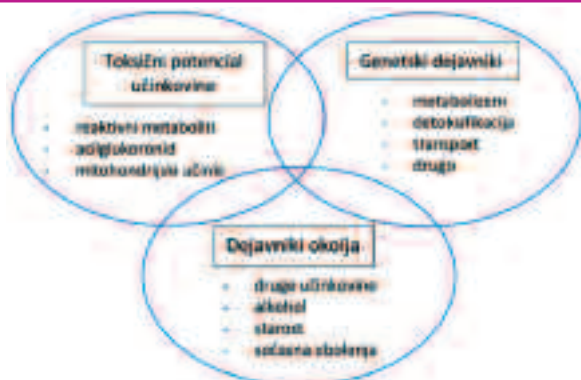 Toksični potencial
učinkovine
reaktivni metaboliti
acilglukoronid
mitohondrijski učinek
Genetski dejavniki
metabolizem
detoksifikacija
transport
drugo
Dejavniki okolja
druge učinkovine
alkohol
starost
sočasna obolenja